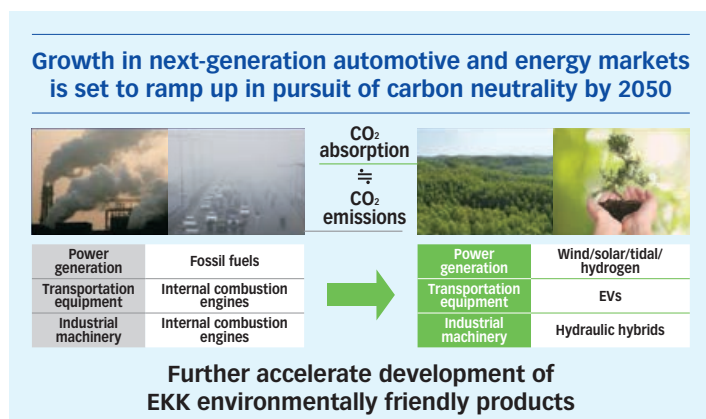 Growth in next-generation automotive and energy markets
is set to ramp up in pursuit of carbon neutrality by 2050
CO₂
absorption
≒
CO₂
emissions
Power
generation
Fossil fuels
Transportation
equipment
Internal combustion
engines
Industrial
machinery
Internal combustion
engines
Power
generation
Wind/solar/tidal/
hydrogen
Transportation
equipment
EVs
Industrial
machinery
Hydraulic hybrids
Further accelerate development of
EKK environmentally friendly products